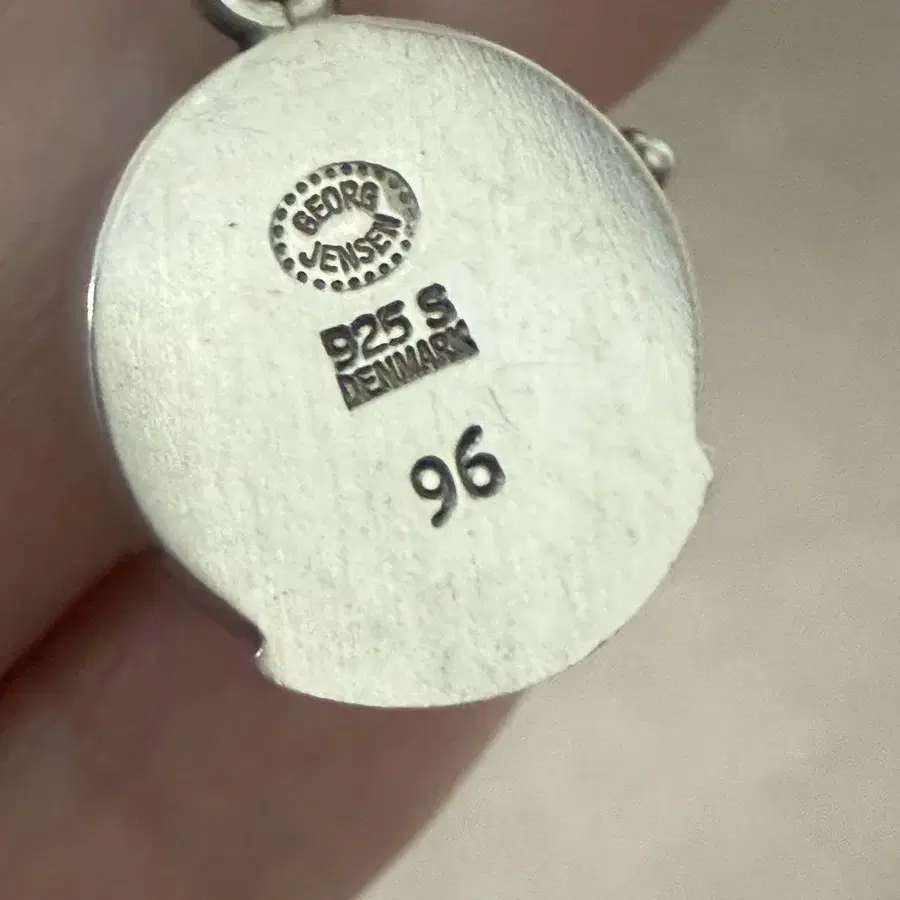 GEORG
JENSEN
925 S
DENMARK
96